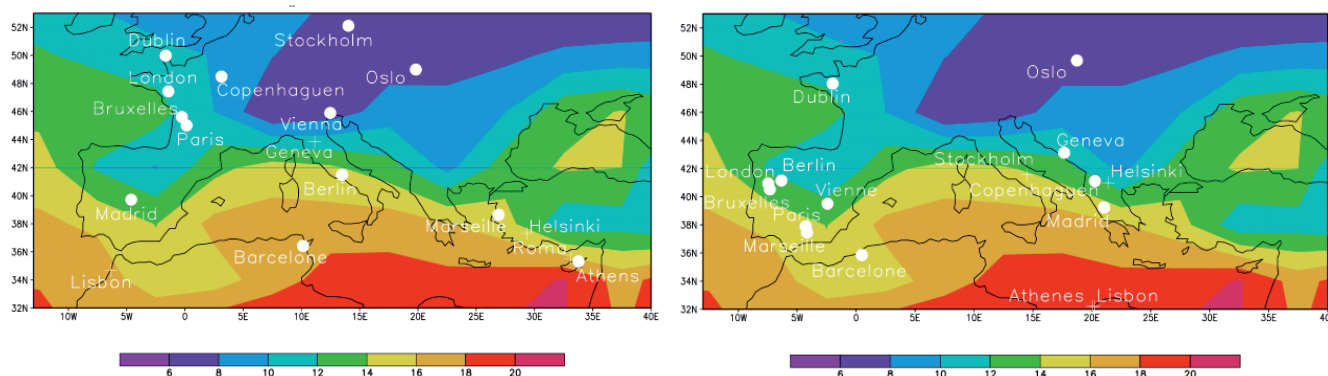 52N
50N
48N
46N
44N
42N
40N
38N
36N
34N
32N
Dublin
Stockholm
London
Oslo
Copenhaguen
Bruxelles
Paris
Vienna
Geneva
Berlin
Madrid
Marseille
Helsinki
Roma
Barcelone
Lisbon
Athens
10W 5W 0 5E 10E 15E 20E 25E 30E 35E 40E
6 8 10 12 14 16 18 20
52N
50N
48N
46N
44N
42N
40N
38N
36N
34N
32N
Oslo
Dublin
Geneva
London
Berlin
Stockholm
Helsinki
Bruxelles
Vienne
Copenhaguen
Paris
Madrid
Marseille
Barcelone
Athenes
Lisbon
10W 5W 0 5E 10E 15E 20E 25E 30E 35E 40E
6 8 10 12 14 16 18 20